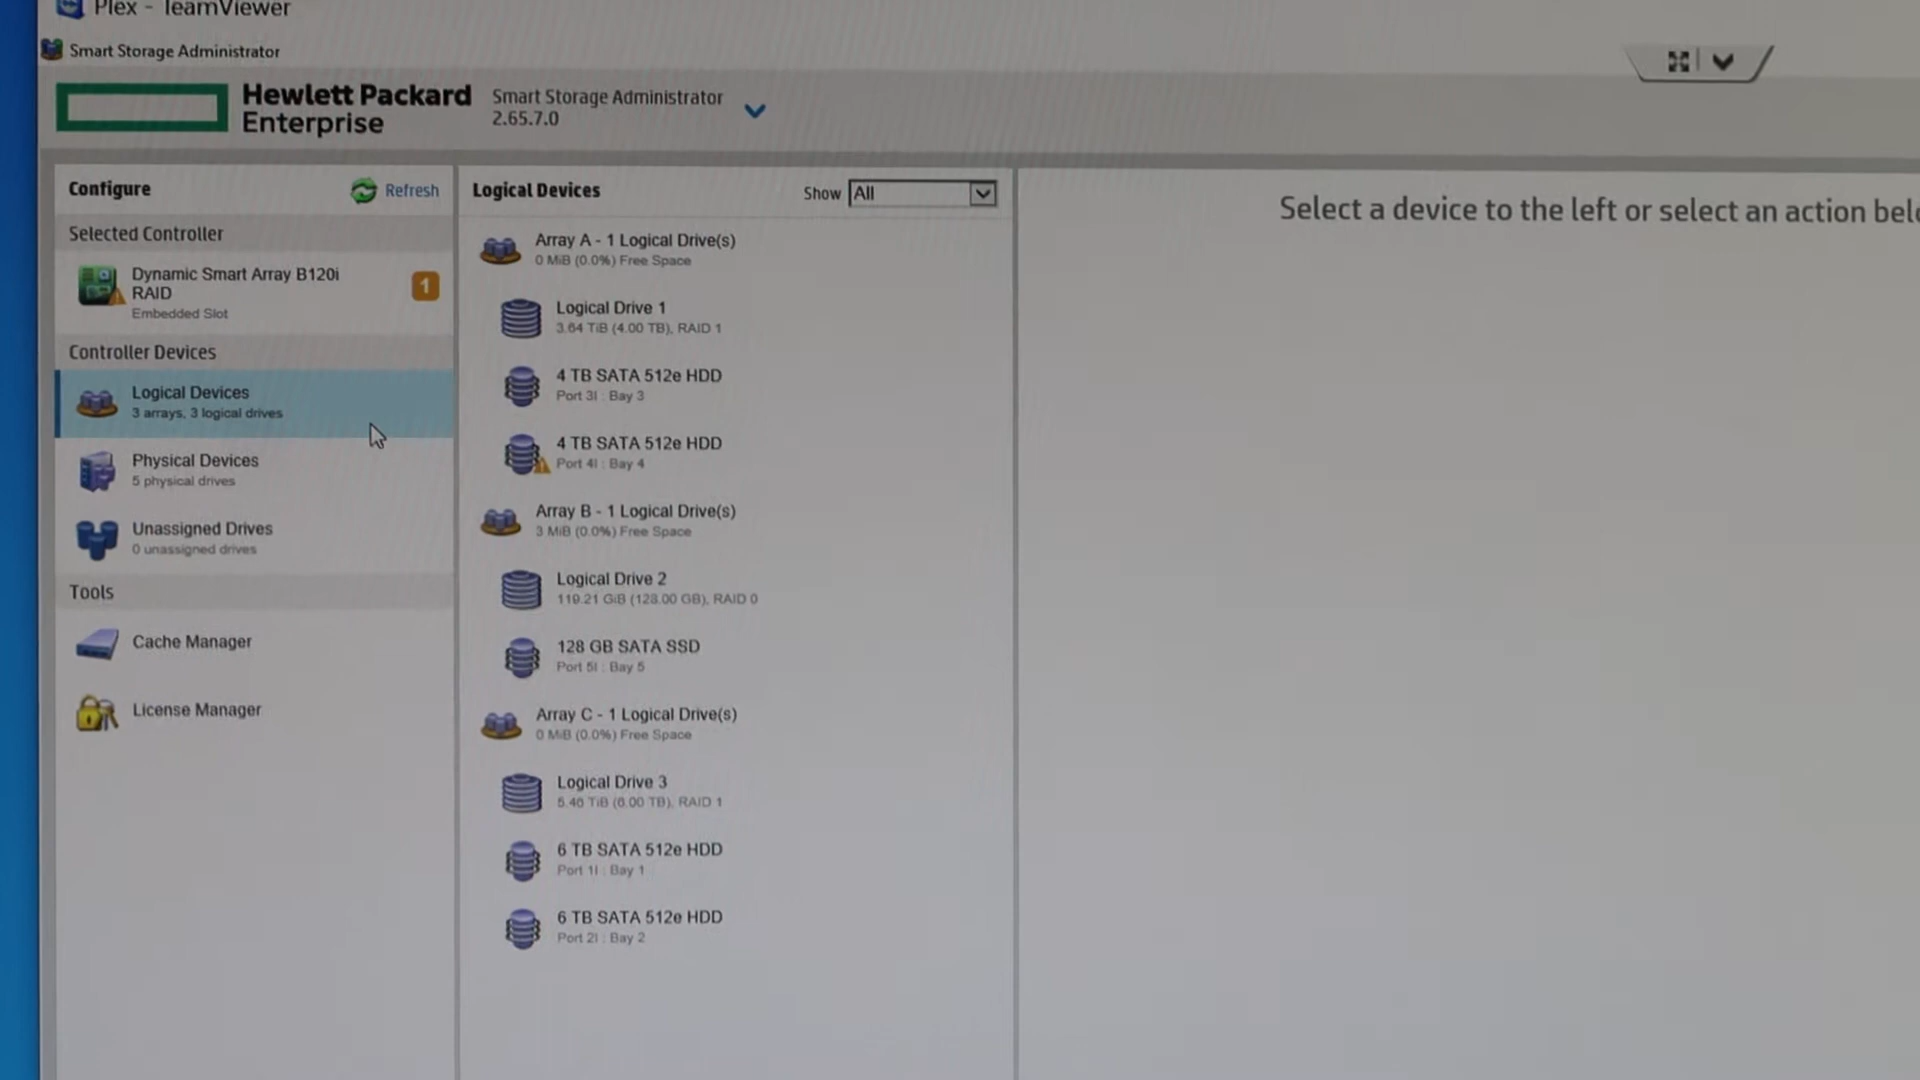 Plex - TeamViewer
Smart Storage Administrator
Hewlett Packard
Enterprise
Smart Storage Administrator
2.65.7.0
Configure
Refresh
Selected Controller
Dynamic Smart Array B120i
RAID
Embedded Slot
1
Controller Devices
Logical Devices
3 arrays, 3 logical drives
Physical Devices
5 physical drives
Unassigned Drives
0 unassigned drives
Tools
Cache Manager
License Manager
Logical Devices
Show All
Array A - 1 Logical Drive(s)
0 MiB (0.0%) Free Space
Logical Drive 1
3.64 TiB (4.00 TB), RAID 1
4 TB SATA 512e HDD
Port 3I : Bay 3
4 TB SATA 512e HDD
Port 4I : Bay 4
Array B - 1 Logical Drive(s)
3 MiB (0.0%) Free Space
Logical Drive 2
119.21 GiB (128.00 GB), RAID 0
128 GB SATA SSD
Port 5I : Bay 5
Array C - 1 Logical Drive(s)
0 MiB (0.0%) Free Space
Logical Drive 3
5.46 TiB (6.00 TB), RAID 1
6 TB SATA 512e HDD
Port 1I : Bay 1
6 TB SATA 512e HDD
Port 2I : Bay 2
Select a device to the left or select an action belo